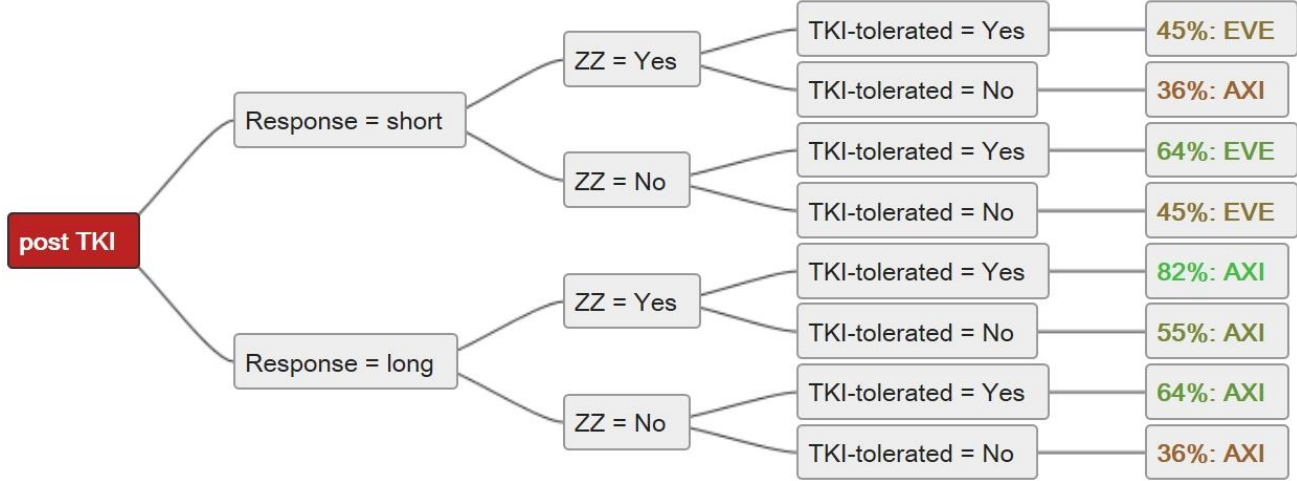 TKI-tolerated = Yes 45%: EVE
ZZ = Yes
TKI-tolerated = No 36%: AXI
Response = short
TKI-tolerated = Yes 64%: EVE
ZZ = No
TKI-tolerated = No 45%: EVE
post TKI
TKI-tolerated = Yes 82%: AXI
ZZ = Yes
TKI-tolerated = No 55%: AXI
Response = long
TKI-tolerated = Yes 64%: AXI
ZZ = No
TKI-tolerated = No 36%: AXI